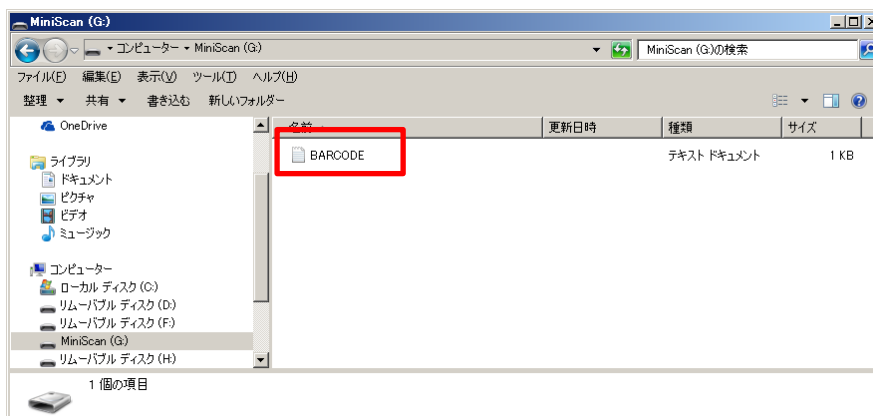 MiniScan (G:)
コンピューター ▾ MiniScan (G:)
MiniScan (G:)の検索
ファイル(F) 編集(E) 表示(V) ツール(T) ヘルプ(H)
整理 ▼ 共有 ▼ 書き込む 新しいフォルダー
OneDrive
ライブラリ
ドキュメント
ピクチャ
ビデオ
ミュージック
コンピューター
ローカル ディスク (C:)
リムーバブル ディスク (D:)
リムーバブル ディスク (F:)
MiniScan (G:)
リムーバブル ディスク (H:)
名前 更新日時 種類 サイズ
BARCODE テキスト ドキュメント 1 KB
1 個の項目